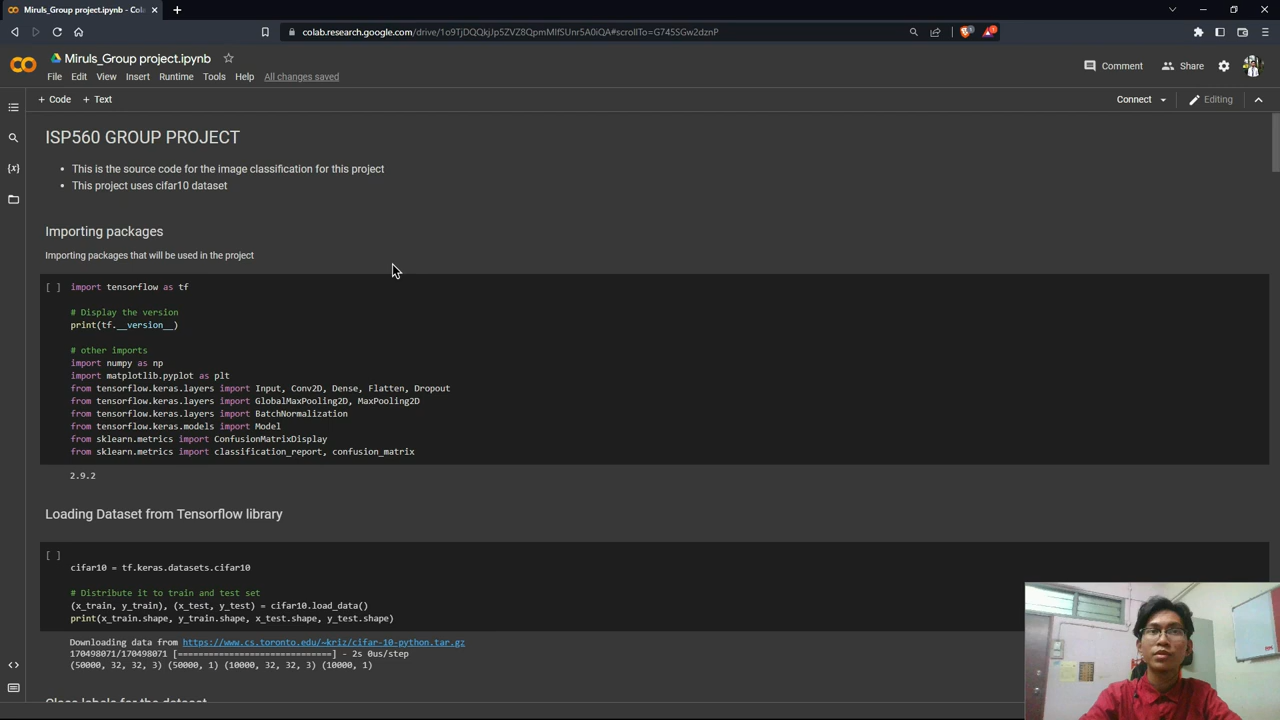 Miruls_Group project.ipynb - Cola
colab.research.google.com/drive/1o9TjDQQkjJp5ZVZ8QpmMlfSUnr5A0iQA#scrollTo=G745SGw2dznP
Miruls_Group project.ipynb
File Edit View Insert Runtime Tools Help All changes saved
Comment Share
+ Code + Text
Connect Editing
ISP560 GROUP PROJECT
• This is the source code for the image classification for this project
• This project uses cifar10 dataset
Importing packages
Importing packages that will be used in the project
[ ] import tensorflow as tf
# Display the version
print(tf.__version__)
# other imports
import numpy as np
import matplotlib.pyplot as plt
from tensorflow.keras.layers import Input, Conv2D, Dense, Flatten, Dropout
from tensorflow.keras.layers import GlobalMaxPooling2D, MaxPooling2D
from tensorflow.keras.layers import BatchNormalization
from tensorflow.keras.models import Model
from sklearn.metrics import ConfusionMatrixDisplay
from sklearn.metrics import classification_report, confusion_matrix
2.9.2
Loading Dataset from Tensorflow library
[ ]
cifar10 = tf.keras.datasets.cifar10
# Distribute it to train and test set
(x_train, y_train), (x_test, y_test) = cifar10.load_data()
print(x_train.shape, y_train.shape, x_test.shape, y_test.shape)
Downloading data from https://www.cs.toronto.edu/~kriz/cifar-10-python.tar.gz
170498071/170498071 [==============================] - 2s 0us/step
(50000, 32, 32, 3) (50000, 1) (10000, 32, 32, 3) (10000, 1)
Class labels for the dataset